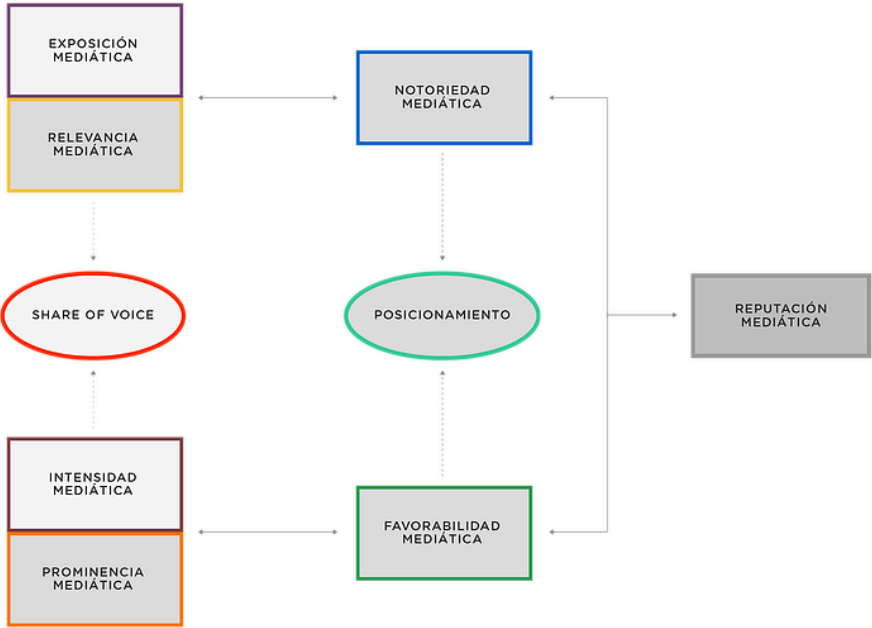 EXPOSICIÓN
MEDIÁTICA
RELEVANCIA
MEDIÁTICA
NOTORIEDAD
MEDIÁTICA
SHARE OF VOICE
POSICIONAMIENTO
REPUTACIÓN
MEDIÁTICA
INTENSIDAD
MEDIÁTICA
PROMINENCIA
MEDIÁTICA
FAVORABILIDAD
MEDIÁTICA